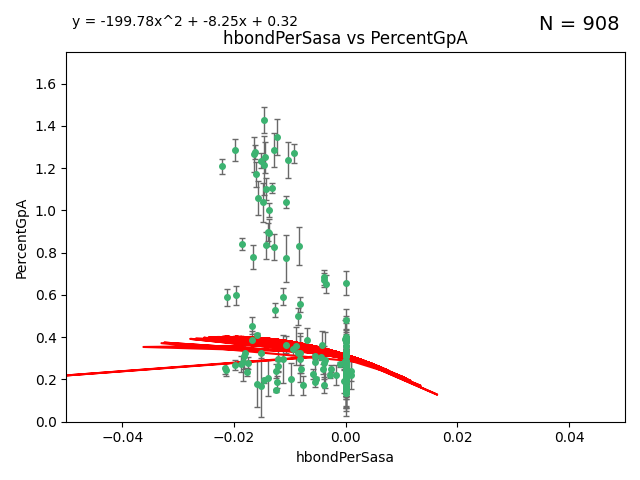 y = -199.78x^2 + -8.25x + 0.32
N = 908
hbondPerSasa vs PercentGpA
PercentGpA
1.6
1.4
1.2
1.0
0.8
0.6
0.4
0.2
0.0
−0.04
−0.02
0.00
0.02
0.04
hbondPerSasa